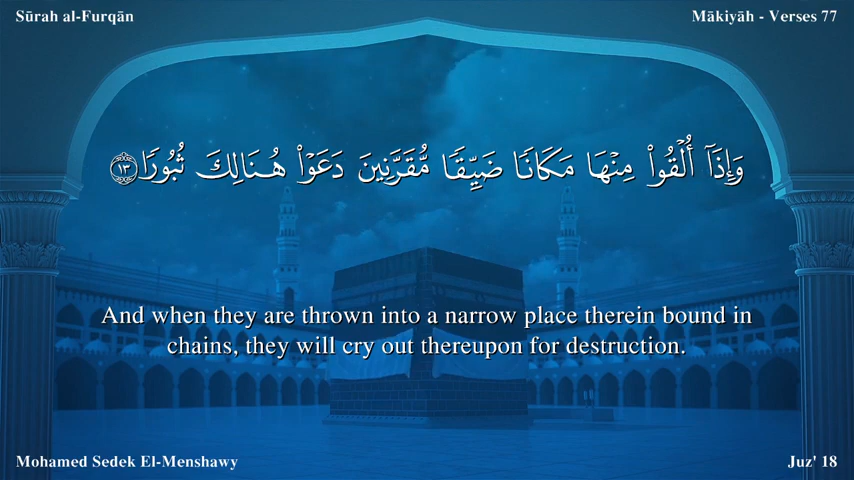 Sūrah al-Furqān
Mākiyāh - Verses 77
وَإِذَآ أُلْقُوا۟ مِنْهَا مَكَانًا ضَيِّقًا مُّقَرَّنِينَ دَعَوْا۟ هُنَالِكَ ثُبُورًا ١٣
And when they are thrown into a narrow place therein bound in
chains, they will cry out thereupon for destruction.
Mohamed Sedek El-Menshawy
Juz' 18